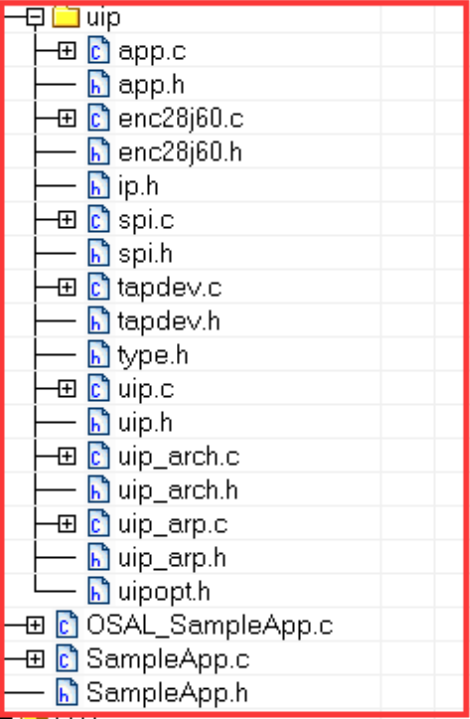 uip
app.c
app.h
enc28j60.c
enc28j60.h
ip.h
spi.c
spi.h
tapdev.c
tapdev.h
type.h
uip.c
uip.h
uip_arch.c
uip_arch.h
uip_arp.c
uip_arp.h
uipopt.h
OSAL_SampleApp.c
SampleApp.c
SampleApp.h